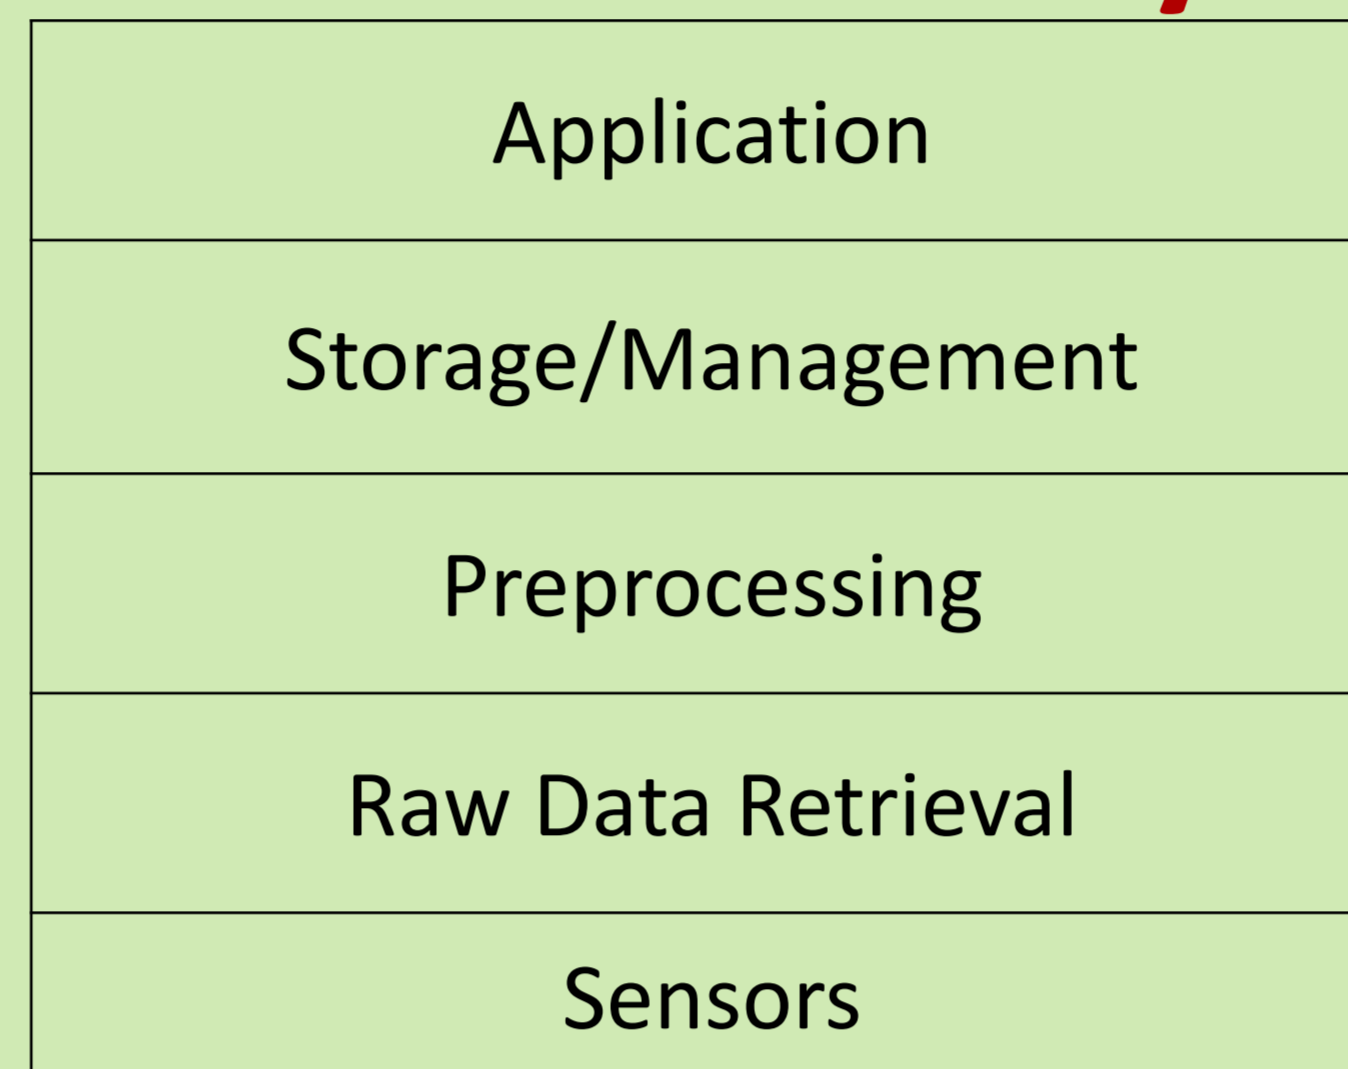 Application
Storage/Management
Preprocessing
Raw Data Retrieval
Sensors